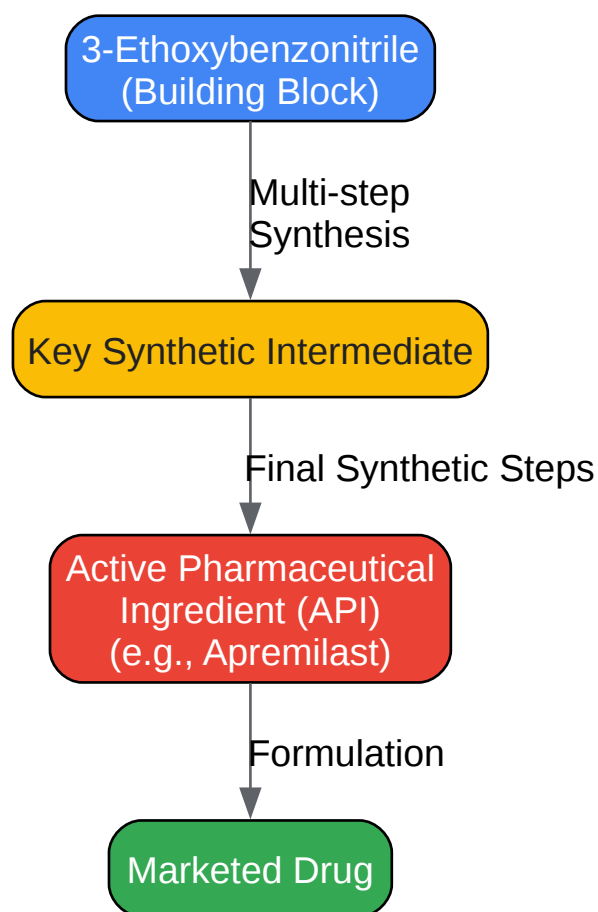 3-Ethoxybenzonitrile
(Building Block)
Multi-step
Synthesis
Key Synthetic Intermediate
Final Synthetic Steps
Active Pharmaceutical
Ingredient (API)
(e.g., Apremilast)
Formulation
Marketed Drug